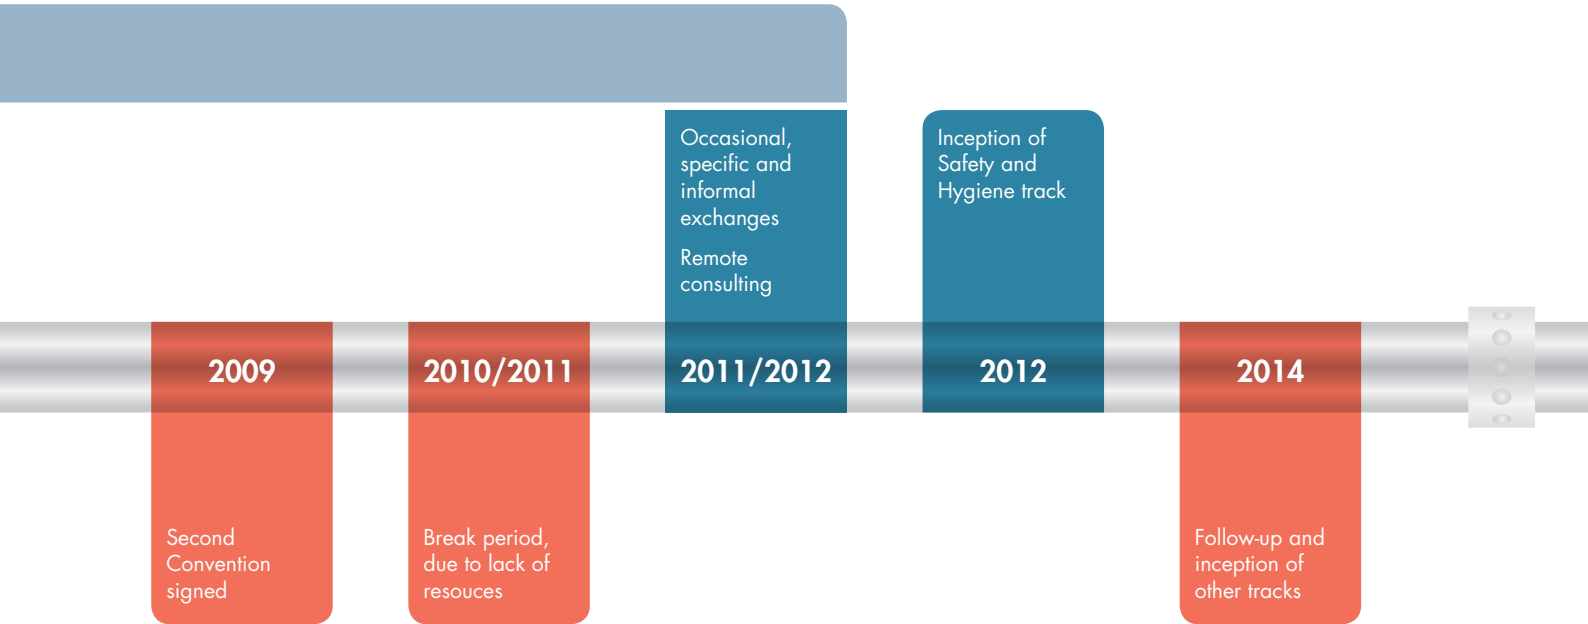 Occasional,
specific and
informal
exchanges
Remote
consulting
Inception of
Safety and
Hygiene track
2009
2010/2011
2011/2012
2012
2014
Second
Convention
signed
Break period,
due to lack of
resouces
Follow-up and
inception of
other tracks